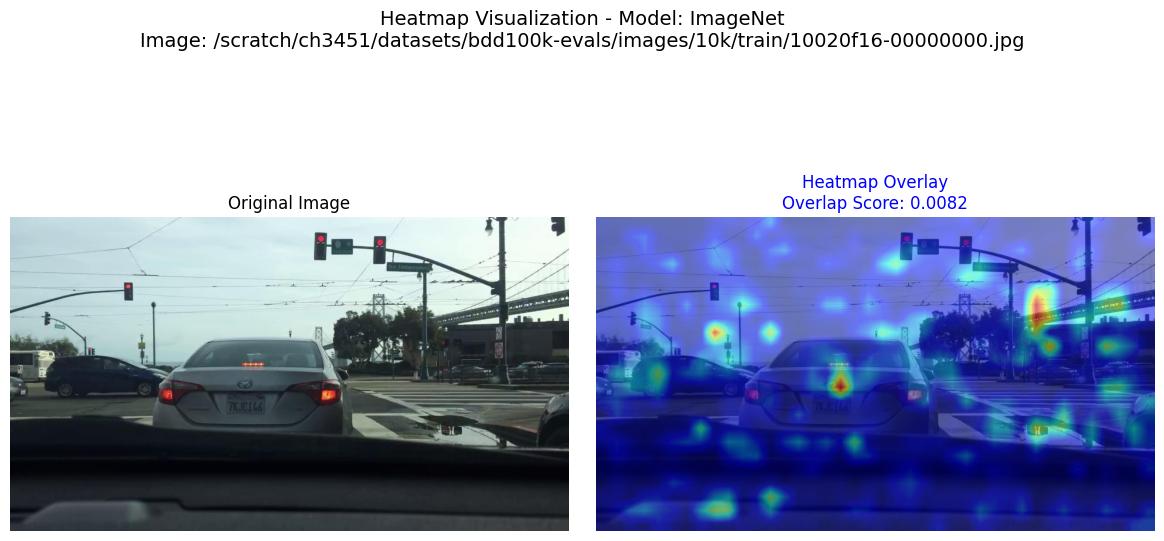 Heatmap Visualization - Model: ImageNet
Image: /scratch/ch3451/datasets/bdd100k-evals/images/10k/train/10020f16-00000000.jpg
Original Image
Heatmap Overlay
Overlap Score: 0.0082